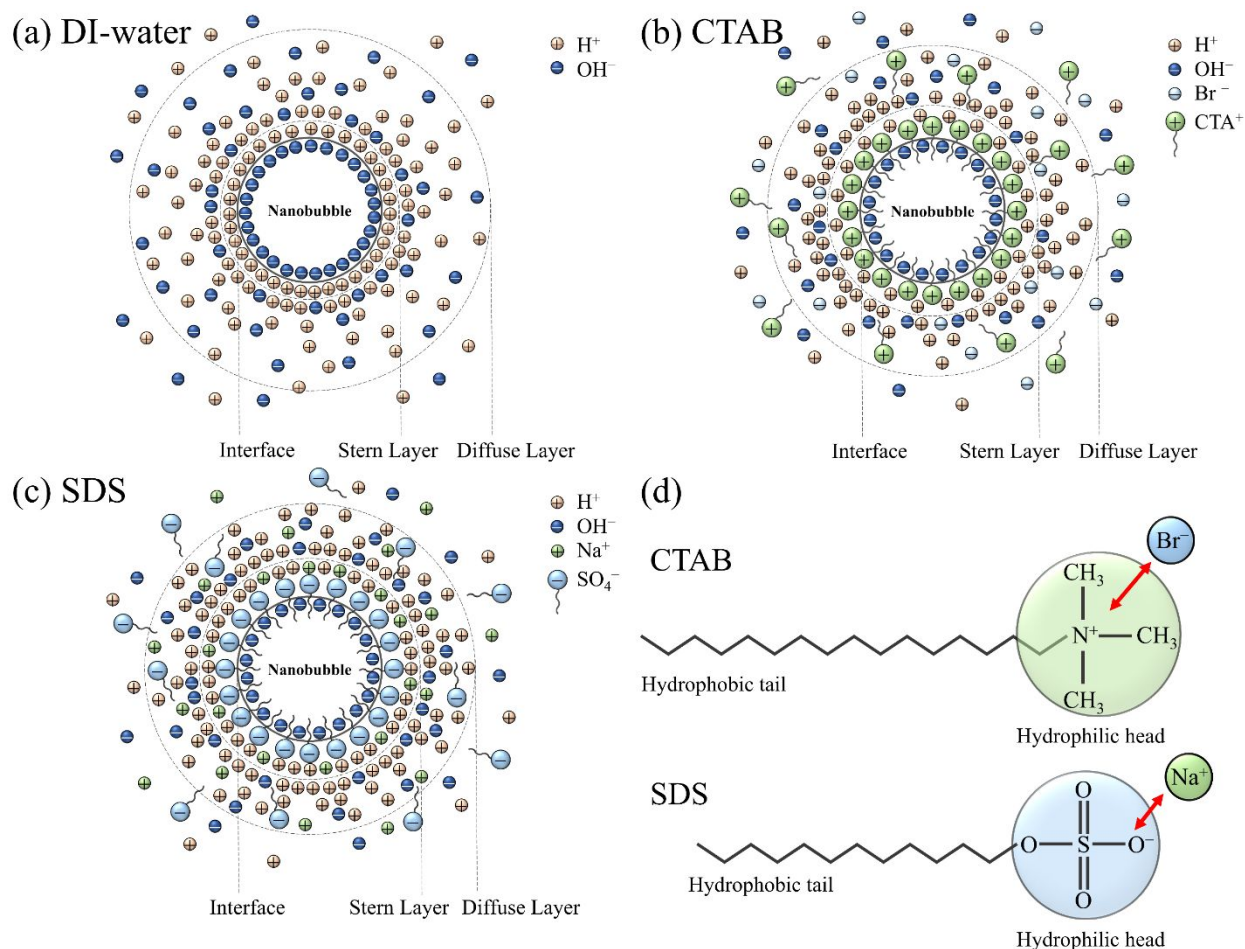 (a) DI-water
H⁺
OH⁻
Nanobubble
Interface
Stern Layer
Diffuse Layer
(b) CTAB
H⁺
OH⁻
Br⁻
CTA⁺
Nanobubble
Interface
Stern Layer
Diffuse Layer
(c) SDS
H⁺
OH⁻
Na⁺
SO₄⁻
Nanobubble
Interface
Stern Layer
Diffuse Layer
(d)
CTAB
Br⁻
CH₃
N⁺
CH₃
CH₃
Hydrophobic tail
Hydrophilic head
SDS
Na⁺
O
O S O⁻
O
Hydrophobic tail
Hydrophilic head